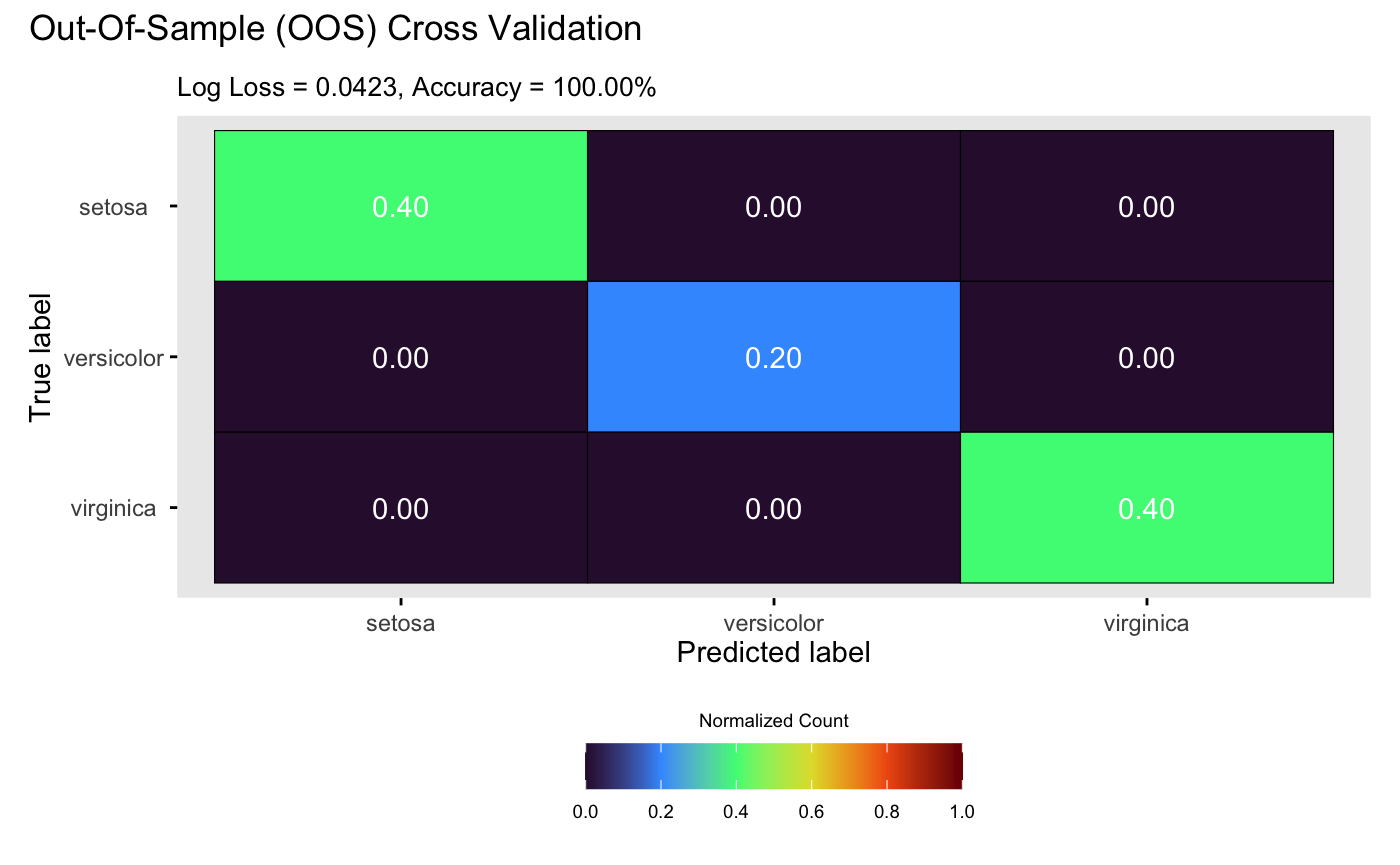 Out-Of-Sample (OOS) Cross Validation
Log Loss = 0.0423, Accuracy = 100.00%
True label
setosa 0.40 0.00 0.00
versicolor 0.00 0.20 0.00
virginica 0.00 0.00 0.40
setosa versicolor virginica
Predicted label
Normalized Count
0.0 0.2 0.4 0.6 0.8 1.0